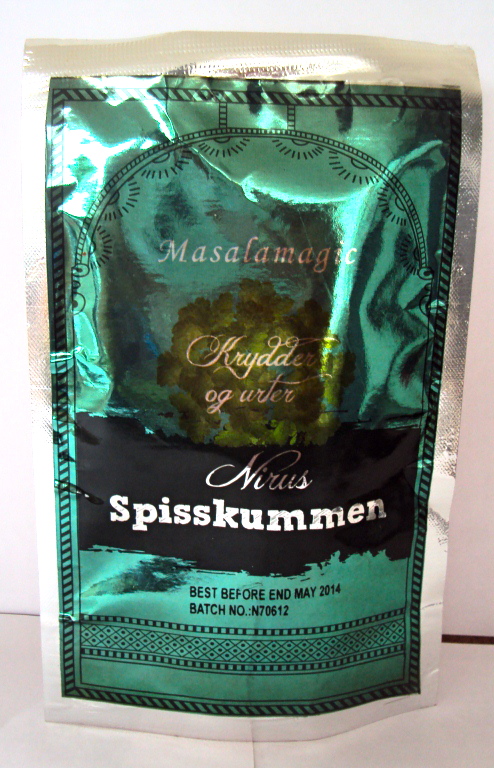 Masalamagic
Krydder
og urter
Nirus
Spisskummen
BEST BEFORE END MAY 2014
BATCH NO.:N70612